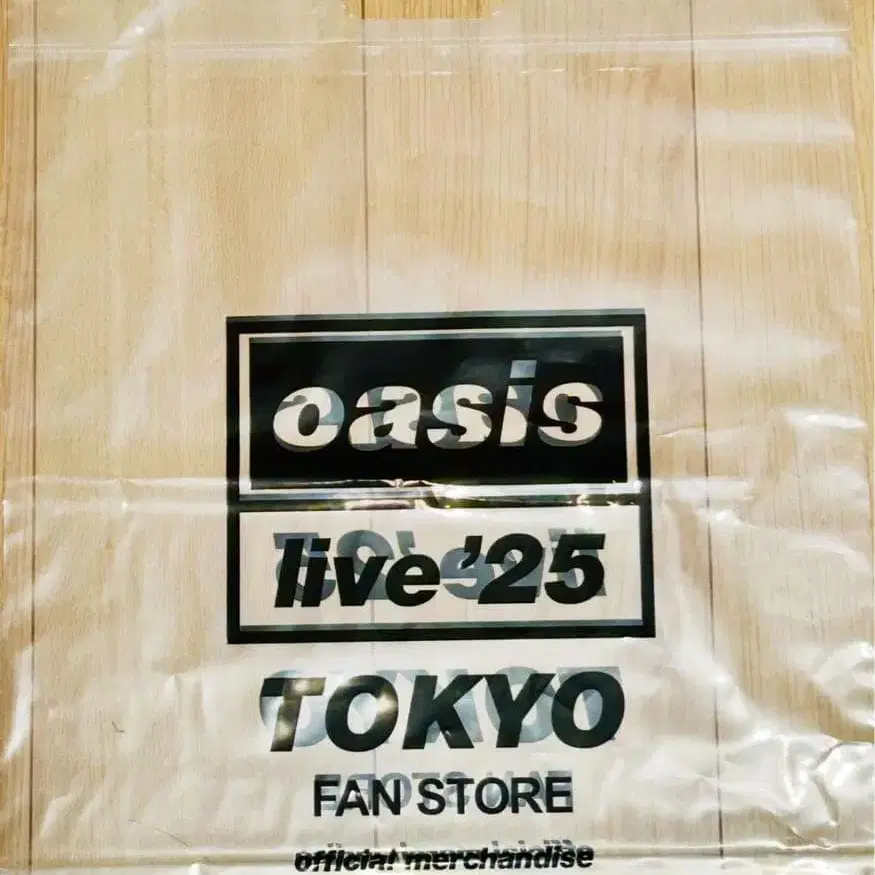 oasis
live '25
TOKYO
FAN STORE
official merchandise